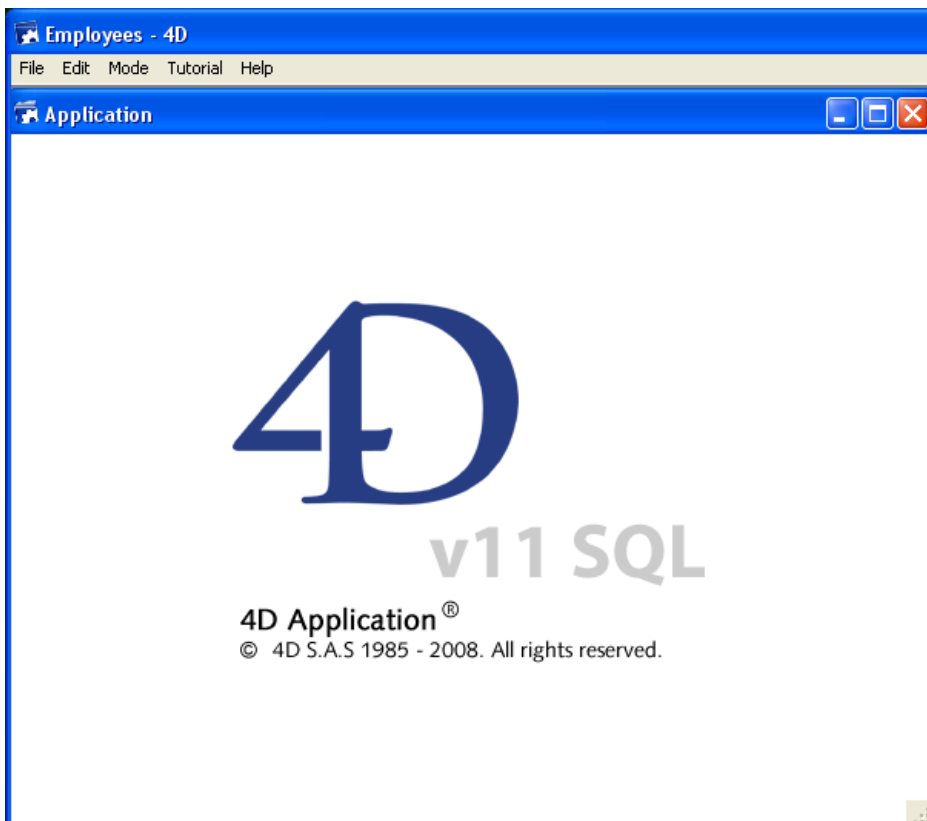 Employees - 4D
File Edit Mode Tutorial Help
Application
4D
v11 SQL
4D Application®
© 4D S.A.S 1985 - 2008. All rights reserved.